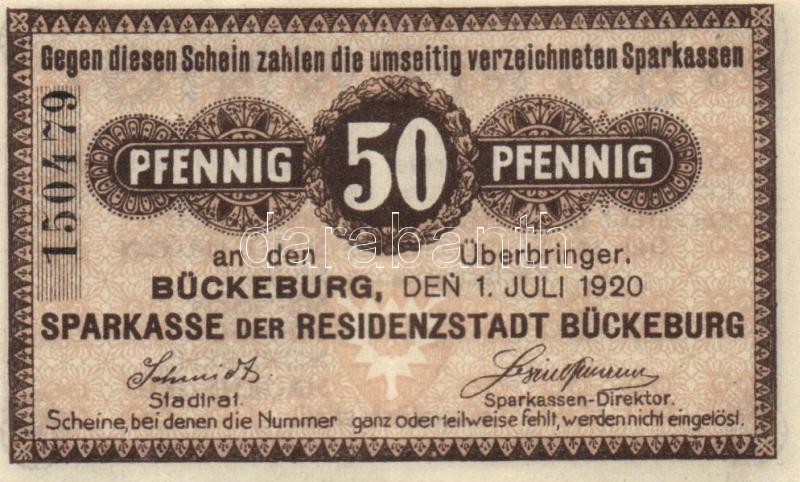 Gegen diesen Schein zahlen die umseitig verzeichneten Sparkassen
150479
PFENNIG 50 PFENNIG
an den Überbringer.
darabanth
BÜCKEBURG, DEN 1. JULI 1920
SPARKASSE DER RESIDENZSTADT BÜCKEBURG
Schmidt.
Stadtrat. Sparkassen-Direktor.
Scheine, bei denen die Nummer ganz oder teilweise fehlt, werden nicht eingelöst.